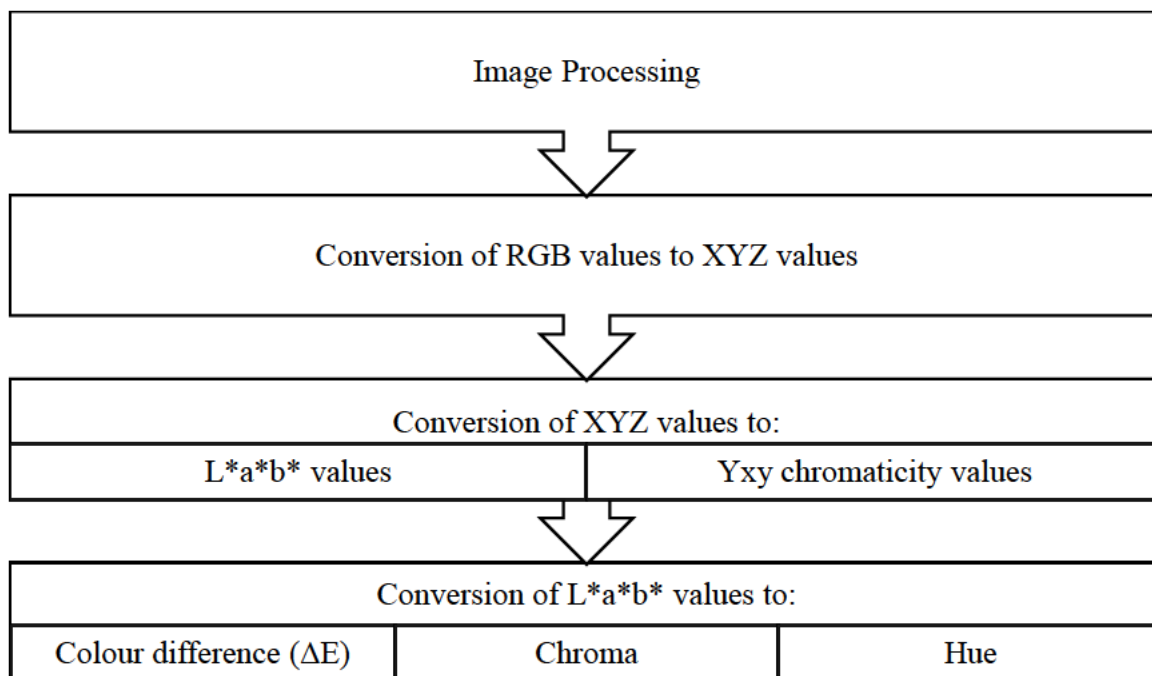 Image Processing
Conversion of RGB values to XYZ values
Conversion of XYZ values to:
L*a*b* values
Yxy chromaticity values
Conversion of L*a*b* values to:
Colour difference (ΔE)
Chroma
Hue